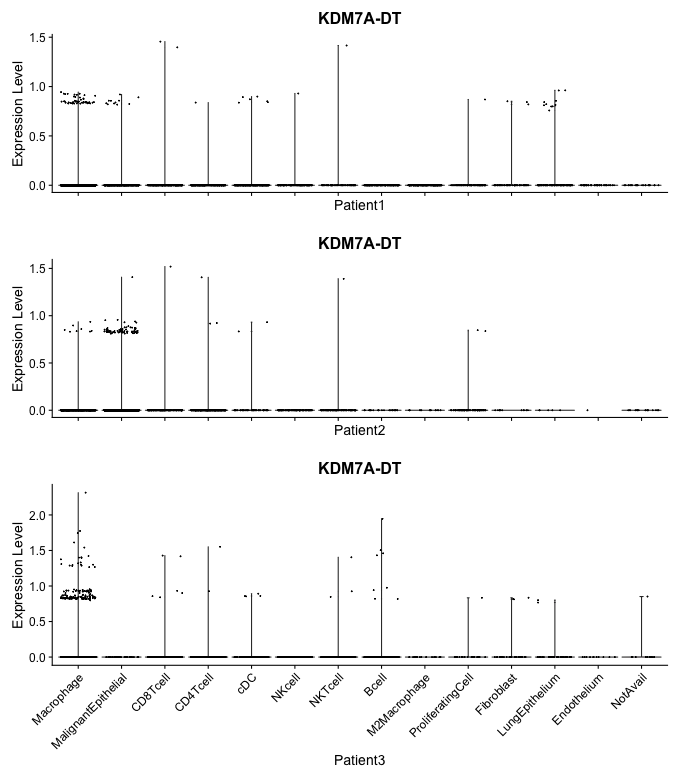 KDM7A-DT
Expression Level
1.5
1.0
0.5
0.0
Patient1
KDM7A-DT
Expression Level
1.5
1.0
0.5
0.0
Patient2
KDM7A-DT
Expression Level
2.0
1.5
1.0
0.5
0.0
Macrophage
MalignantEpithelial
CD8Tcell
CD4Tcell
cDC
NKcell
NKTcell
Bcell
M2Macrophage
ProliferatingCell
Fibroblast
LungEpithelium
Endothelium
NotAvail
Patient3